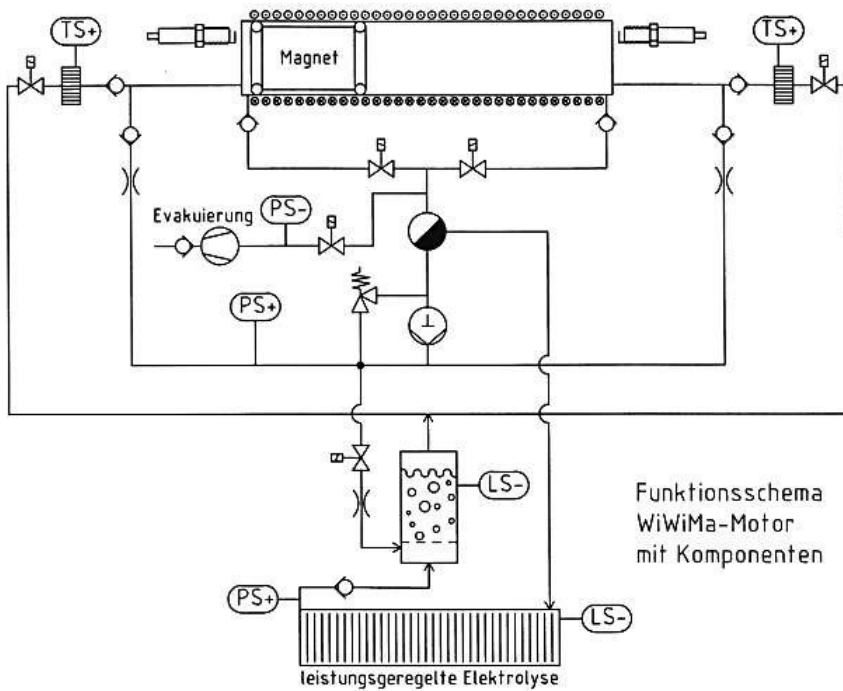 TS+
TS+
Magnet
Evakuierung
PS-
PS+
LS-
Funktionsschema
WiWiMa-Motor
mit Komponenten
PS+
LS-
leistungsgeregelte Elektrolyse